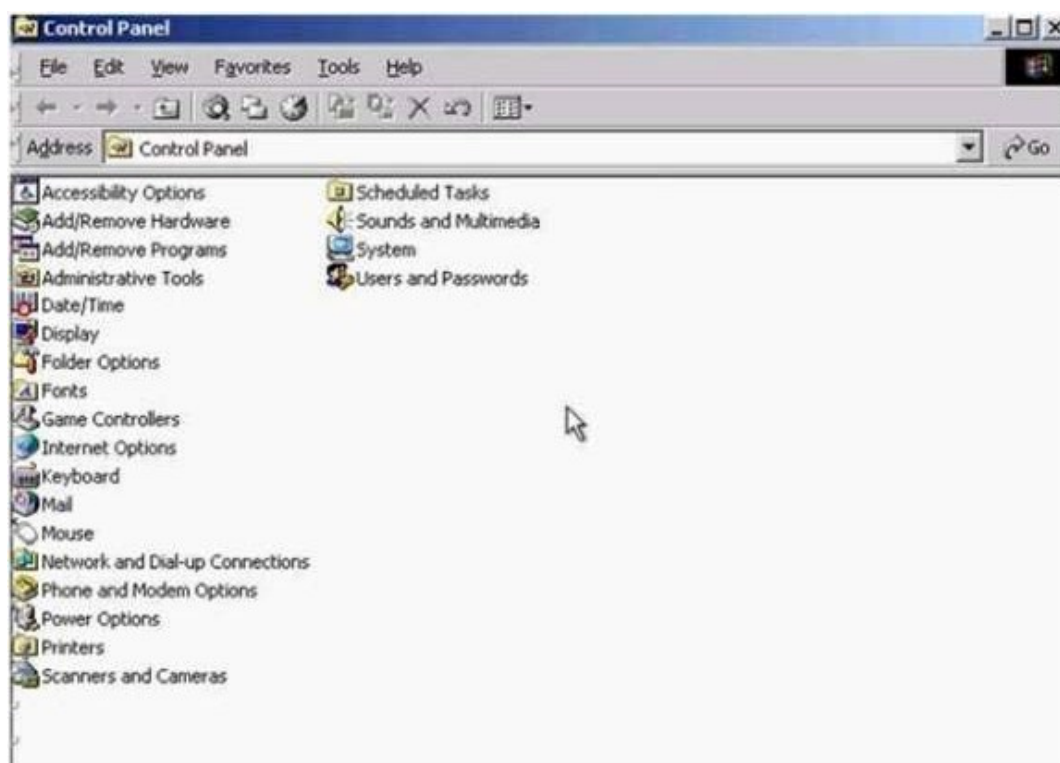 Control Panel
File Edit View Favorites Tools Help
Address Control Panel Go
Accessibility Options
Add/Remove Hardware
Add/Remove Programs
Administrative Tools
Date/Time
Display
Folder Options
Fonts
Game Controllers
Internet Options
Keyboard
Mail
Mouse
Network and Dial-up Connections
Phone and Modem Options
Power Options
Printers
Scanners and Cameras
Scheduled Tasks
Sounds and Multimedia
System
Users and Passwords